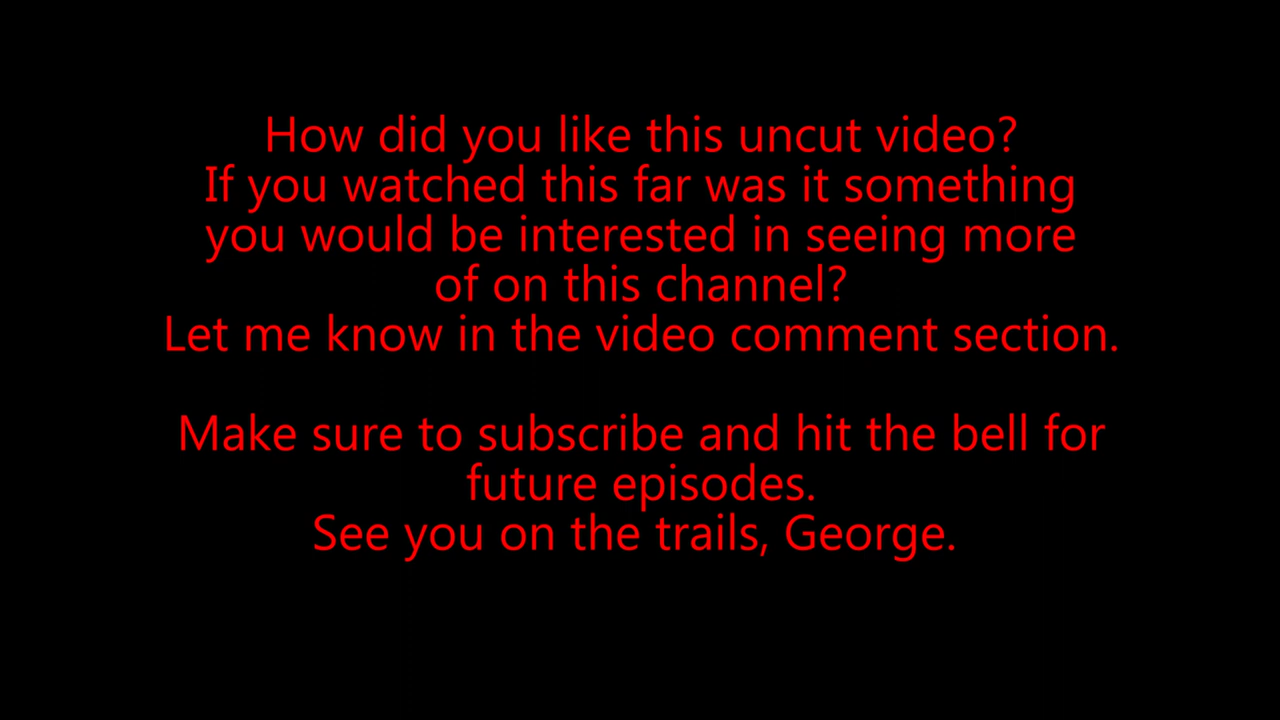 How did you like this uncut video?
If you watched this far was it something
you would be interested in seeing more
of on this channel?
Let me know in the video comment section.
Make sure to subscribe and hit the bell for
future episodes.
See you on the trails, George.